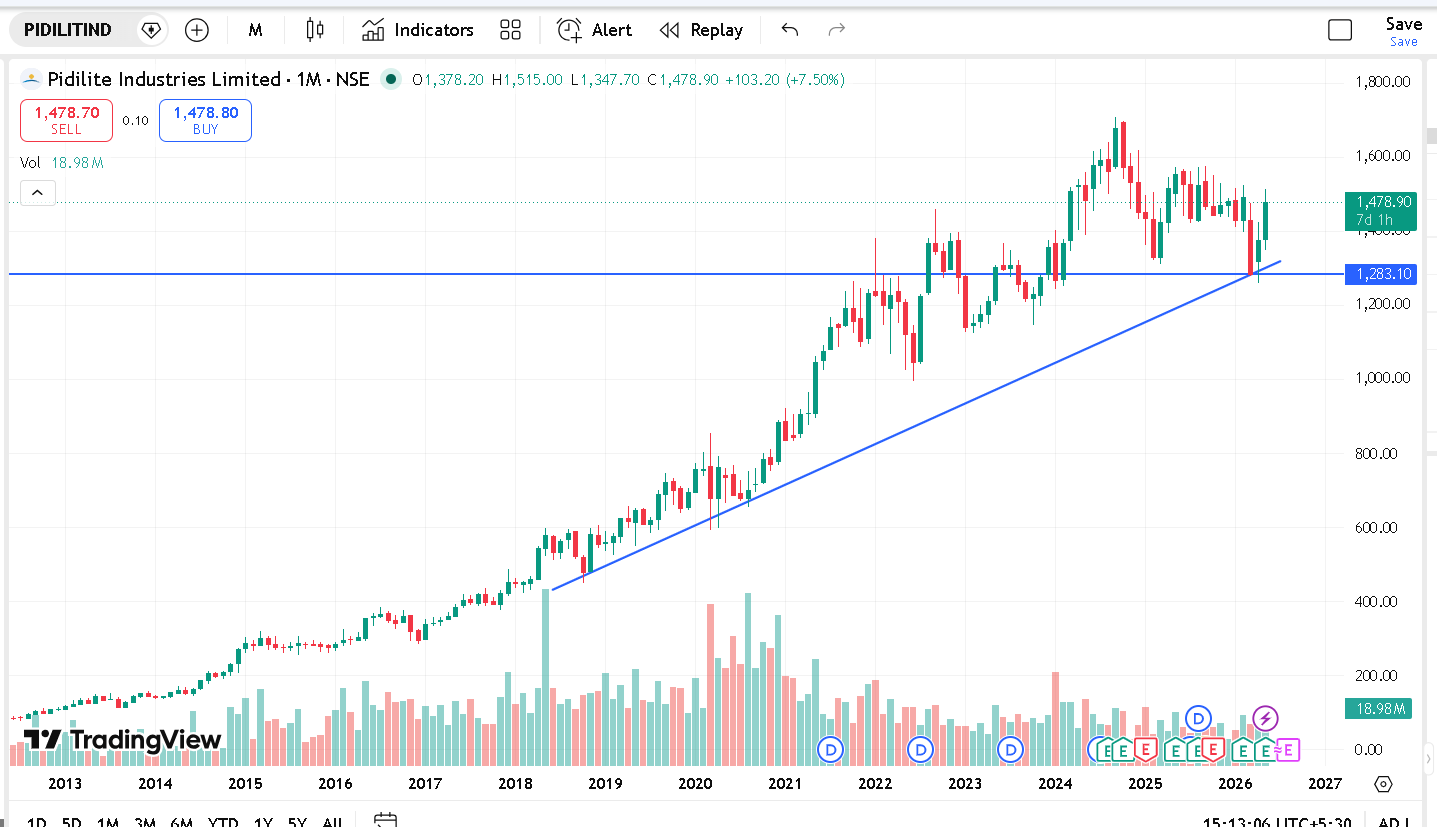 PIDILITIND M Indicators Alert Replay Save
Save
Pidilite Industries Limited · 1M · NSE O1,378.20 H1,515.00 L1,347.70 C1,478.90 +103.20 (+7.50%)
1,478.70
SELL
0.10
1,478.80
BUY
Vol 18.98M
1,800.00
1,600.00
1,478.90
7d 1h
1,400.00
1,283.10
1,200.00
1,000.00
800.00
600.00
400.00
200.00
18.98M
0.00
TradingView
D
D D D E E E E E E E E E
2013 2014 2015 2016 2017 2018 2019 2020 2021 2022 2023 2024 2025 2026 2027
1D 5D 1M 3M 6M YTD 1Y 5Y All 15:13:06 UTC+5:30 ADJ